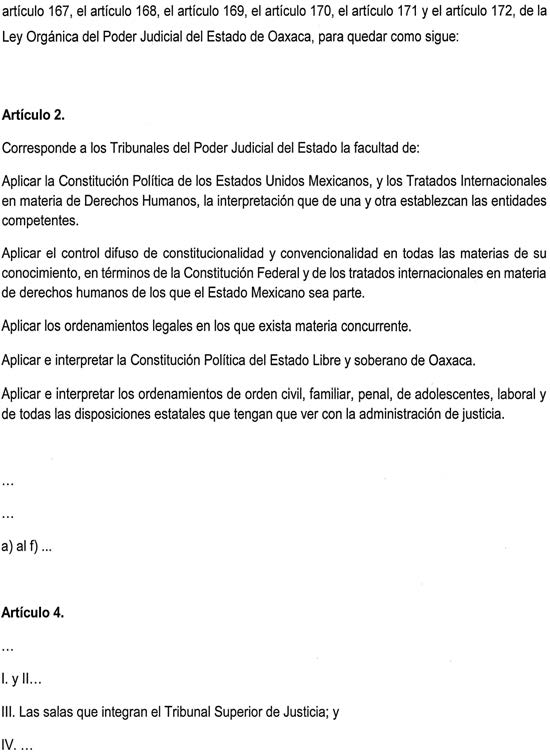 artículo 167, el artículo 168, el artículo 169, el artículo 170, el artículo 171 y el artículo 172, de la
Ley Orgánica del Poder Judicial del Estado de Oaxaca, para quedar como sigue:
Artículo 2.
Corresponde a los Tribunales del Poder Judicial del Estado la facultad de:
Aplicar la Constitución Política de los Estados Unidos Mexicanos, y los Tratados Internacionales
en materia de Derechos Humanos, la interpretación que de una y otra establezcan las entidades
competentes.
Aplicar el control difuso de constitucionalidad y convencionalidad en todas las materias de su
conocimiento, en términos de la Constitución Federal y de los tratados internacionales en materia
de derechos humanos de los que el Estado Mexicano sea parte.
Aplicar los ordenamientos legales en los que exista materia concurrente.
Aplicar e interpretar la Constitución Política del Estado Libre y soberano de Oaxaca.
Aplicar e interpretar los ordenamientos de orden civil, familiar, penal, de adolescentes, laboral y
de todas las disposiciones estatales que tengan que ver con la administración de justicia.
...
...
a) al f) ...
Artículo 4.
...
I. y II...
III. Las salas que integran el Tribunal Superior de Justicia; y
IV. ...